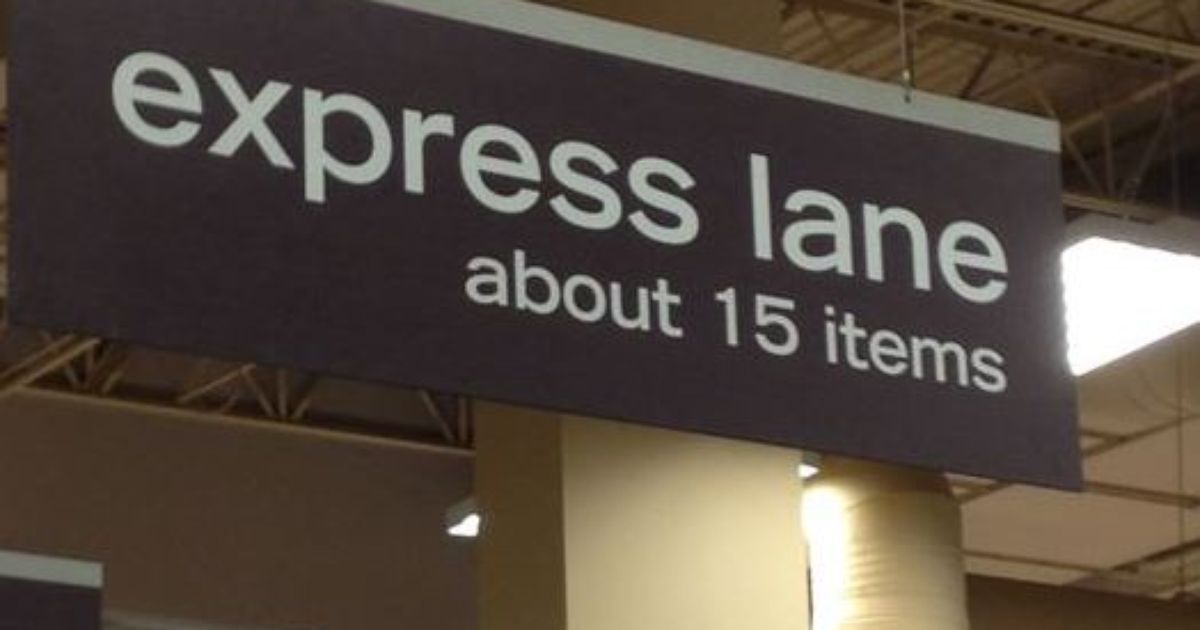 express lane
about 15 items